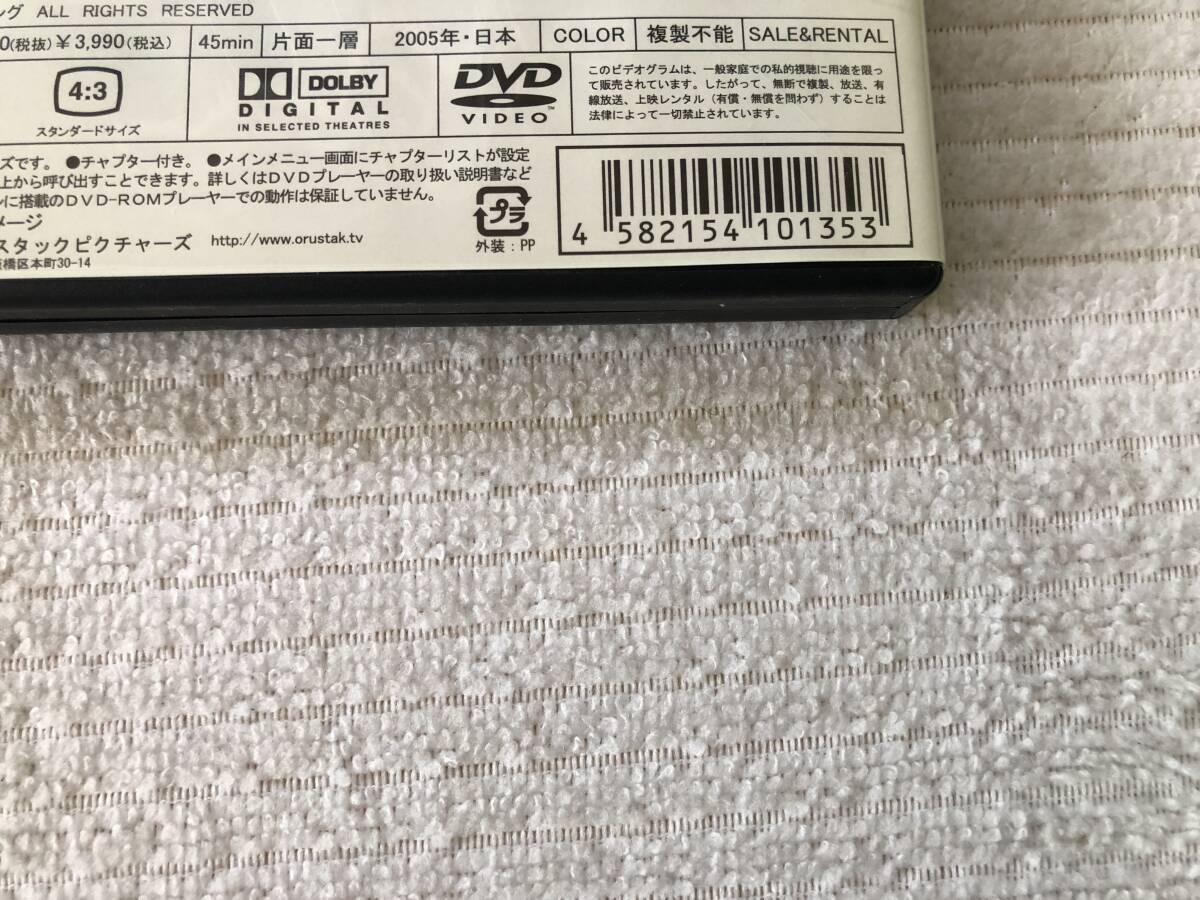 ング ALL RIGHTS RESERVED
0(税抜)￥3,990(税込) 45min 片面一層 2005年・日本 COLOR 複製不能 SALE&RENTAL
4:3
スタンダードサイズ
DOLBY
DIGITAL
IN SELECTED THEATRES
DVD
VIDEO™
このビデオグラムは、一般家庭での私的視聴に用途を限っ
て販売されています。したがって、無断で複製、放送、有
線放送、上映レンタル（有償・無償を問わず）することは
法律によって一切禁止されています。
ズです。 ●チャプター付き。 ●メインメニュー画面にチャプターリストが設定
上から呼び出すことできます。詳しくはDVDプレーヤーの取り扱い説明書など
ルに搭載のDVD-ROMプレーヤーでの動作は保証していません。
メージ
スタックピクチャーズ http://www.orustak.tv
橋区本町30-14
プラ
外装：PP
4 582154 101353